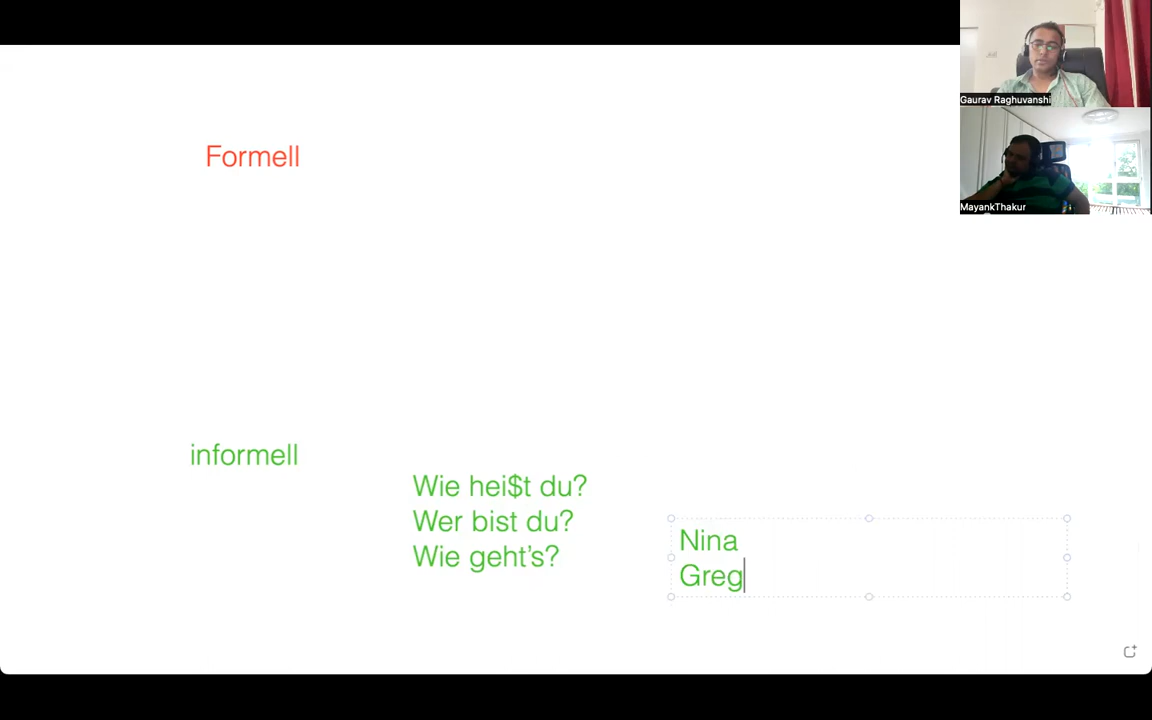 Gaurav Raghuvanshi
Formell
MayankThakur
informell
Wie hei$t du?
Wer bist du?
Wie geht's?
Nina
Greg